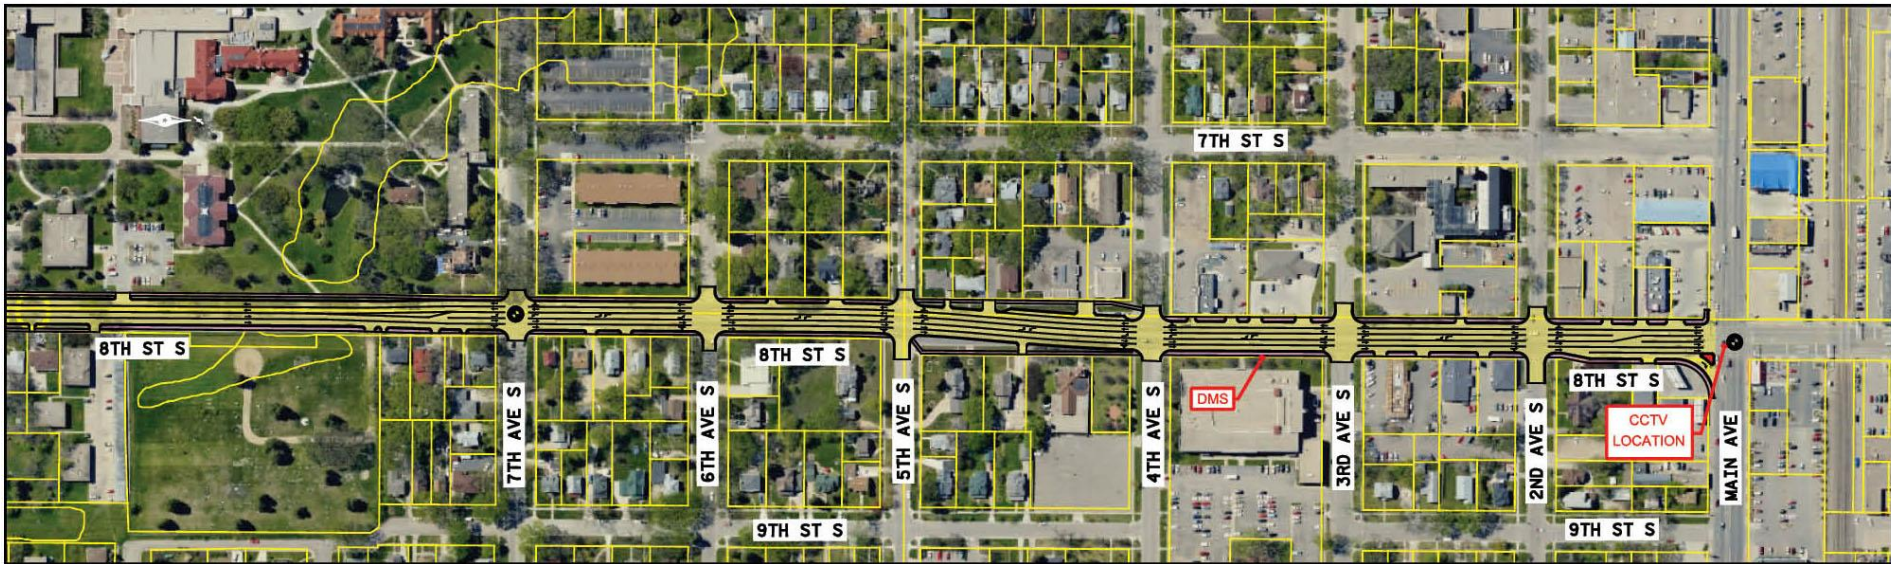 7TH ST S
8TH ST S
8TH ST S
8TH ST S
DMS
CCTV
LOCATION
7TH AVE S
6TH AVE S
5TH AVE S
4TH AVE S
3RD AVE S
2ND AVE S
MAIN AVE
9TH ST S
9TH ST S